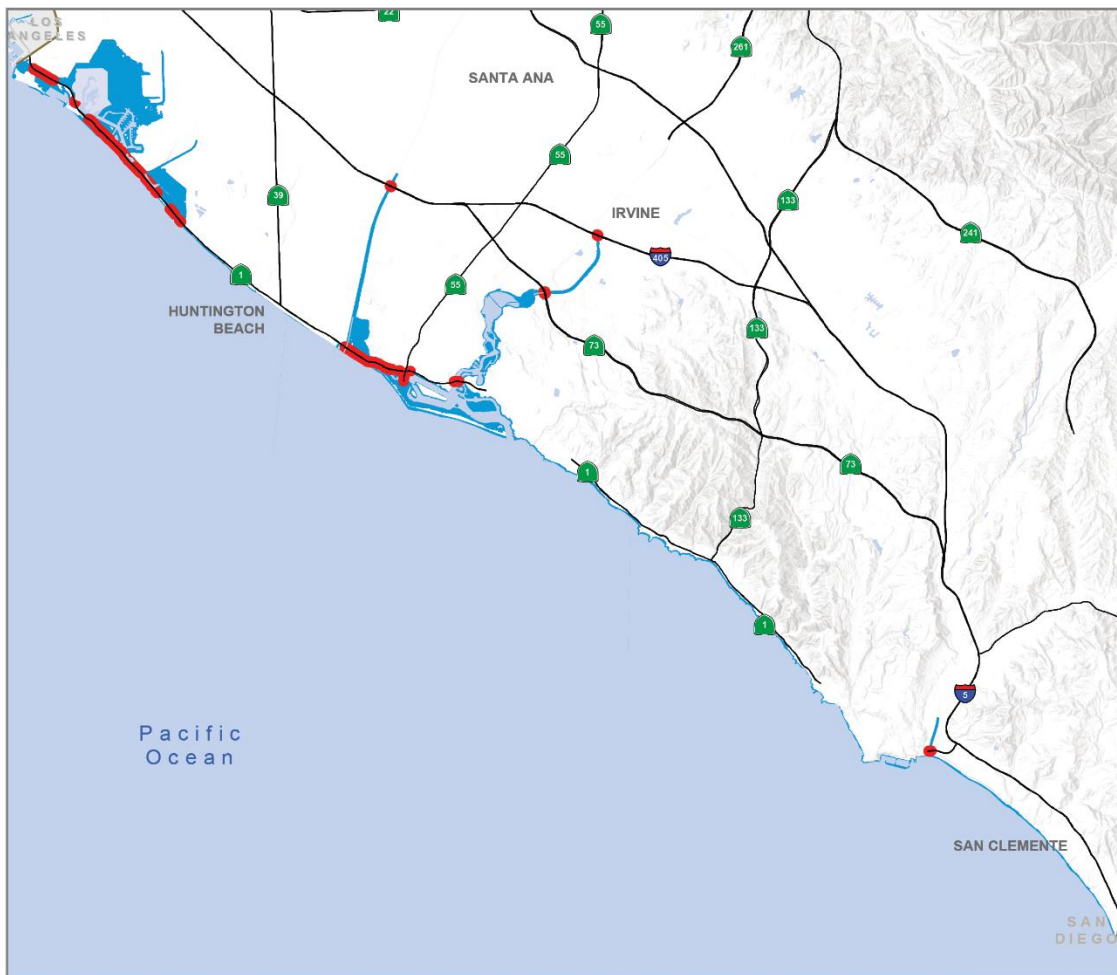 LOS
ANGELES
22
55
261
SANTA ANA
55
39
133
IRVINE
241
405
1
55
HUNTINGTON
BEACH
133
73
73
1
133
1
5
Pacific
Ocean
SAN CLEMENTE
SAN
DIEGO